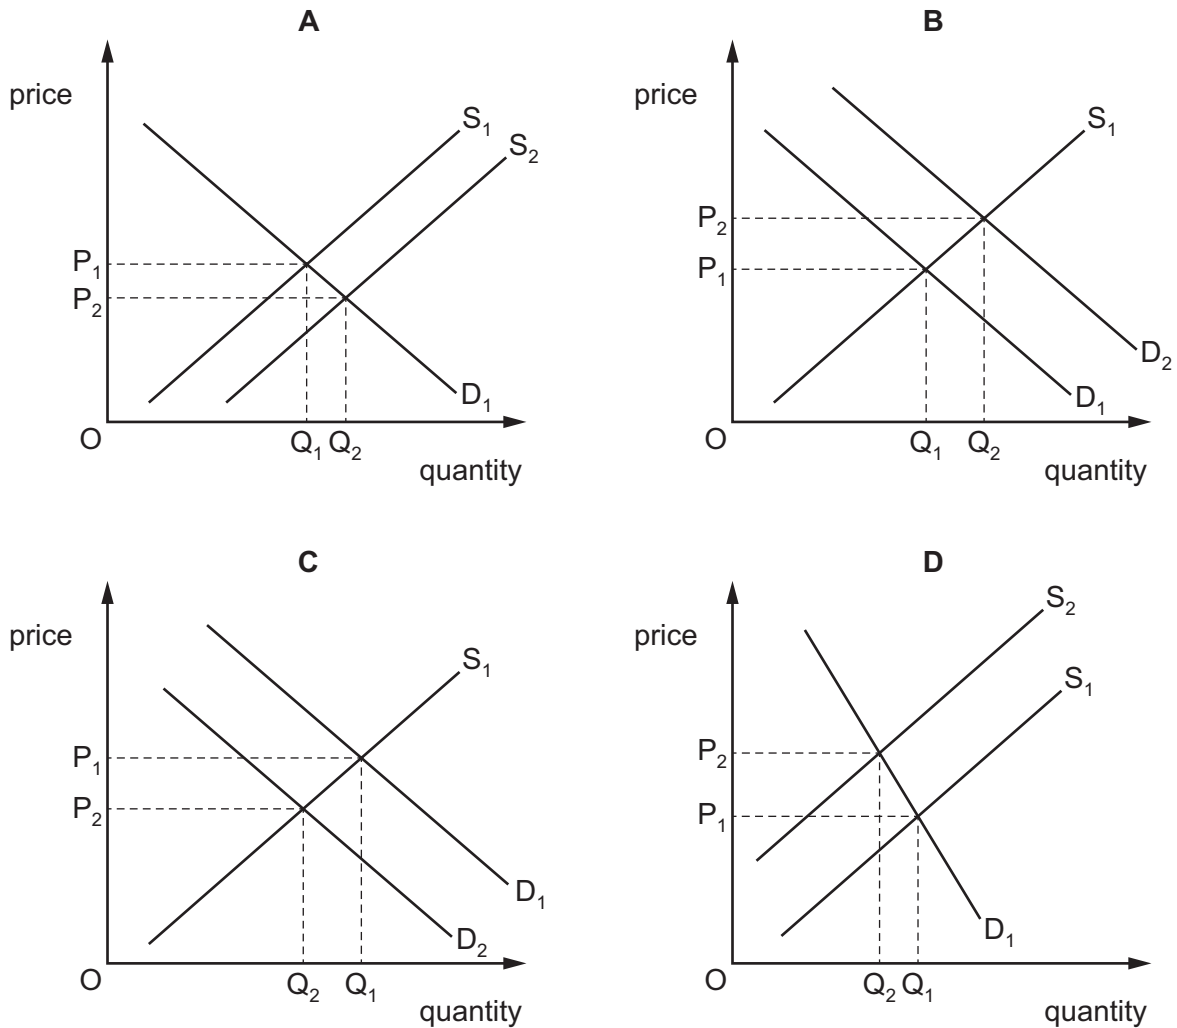 A
price
S₁
S₂
P₁
P₂
D₁
O
Q₁ Q₂
quantity
B
price
S₁
P₂
P₁
D₂
D₁
O
Q₁ Q₂
quantity
C
price
S₁
P₁
P₂
D₁
D₂
O
Q₂ Q₁
quantity
D
price
S₂
S₁
P₂
P₁
D₁
O
Q₂ Q₁
quantity